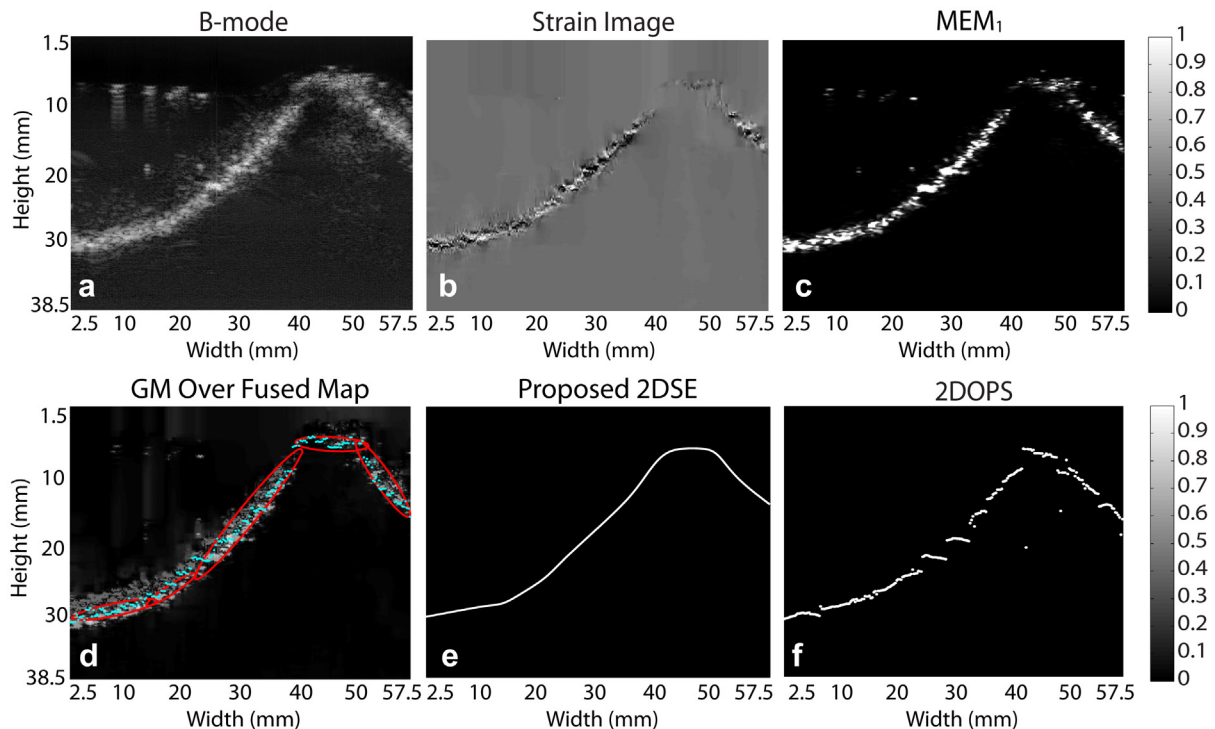 B-mode
Strain Image
MEM₁
1.5
10
20
30
38.5
Height (mm)
a
b
c
1
0.9
0.8
0.7
0.6
0.5
0.4
0.3
0.2
0.1
0
2.5 10 20 30 40 50 57.5
2.5 10 20 30 40 50 57.5
2.5 10 20 30 40 50 57.5
Width (mm)
Width (mm)
Width (mm)
GM Over Fused Map
Proposed 2DSE
2DOPS
1.5
10
20
30
38.5
Height (mm)
d
e
f
1
0.9
0.8
0.7
0.6
0.5
0.4
0.3
0.2
0.1
0
2.5 10 20 30 40 50 57.5
2.5 10 20 30 40 50 57.5
2.5 10 20 30 40 50 57.5
Width (mm)
Width (mm)
Width (mm)